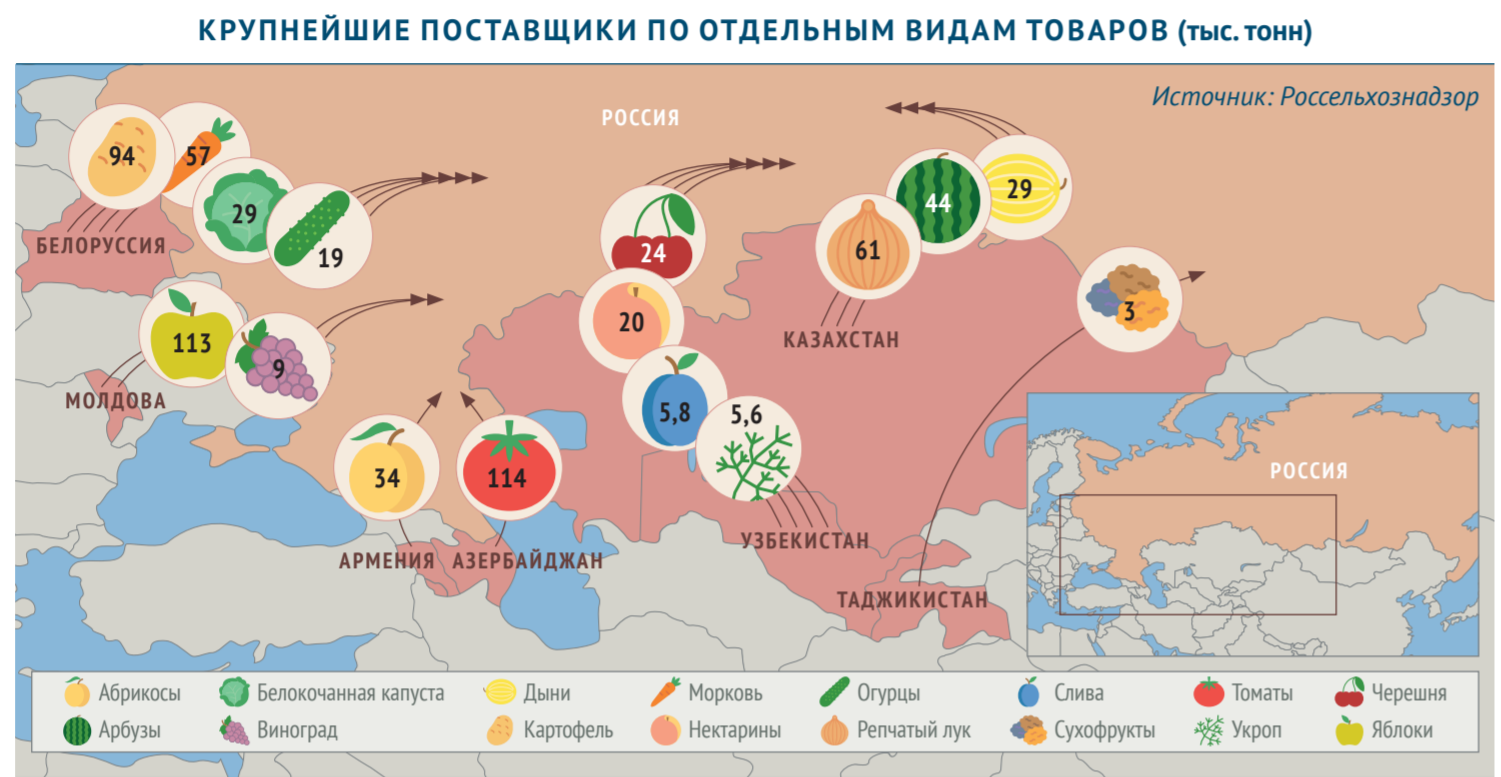 КРУПНЕЙШИЕ ПОСТАВЩИКИ ПО ОТДЕЛЬНЫМ ВИДАМ ТОВАРОВ (тыс. тонн)
Источник: Россельхознадзор
РОССИЯ
94
57
29
19
БЕЛОРУССИЯ
113
9
МОЛДОВА
34
АРМЕНИЯ
114
АЗЕРБАЙДЖАН
24
20
5,8
5,6
УЗБЕКИСТАН
61
44
29
КАЗАХСТАН
3
ТАДЖИКИСТАН
РОССИЯ
Абрикосы
Белокочанная капуста
Дыни
Морковь
Огурцы
Слива
Томаты
Черешня
Арбузы
Виноград
Картофель
Нектарины
Репчатый лук
Сухофрукты
Укроп
Яблоки